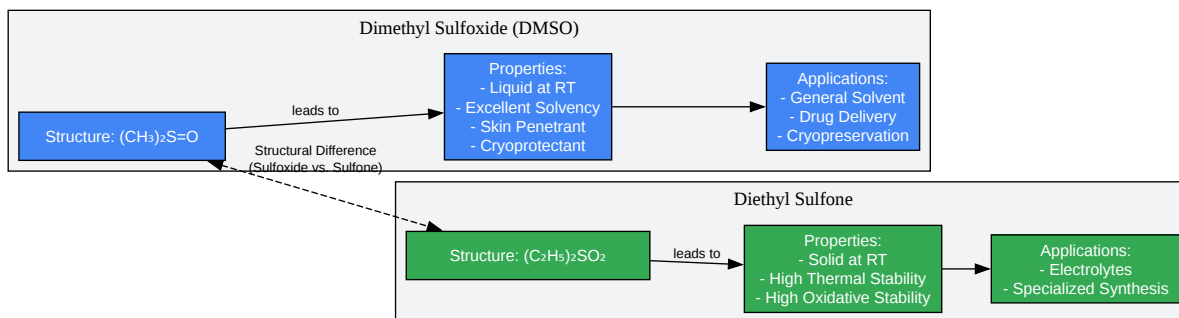 Dimethyl Sulfoxide (DMSO)
Structure: (CH₃)₂S=O
leads to
Properties:
- Liquid at RT
- Excellent Solvency
- Skin Penetrant
- Cryoprotectant
Applications:
- General Solvent
- Drug Delivery
- Cryopreservation
Structural Difference
(Sulfoxide vs. Sulfone)
Diethyl Sulfone
Structure: (C₂H₅)₂SO₂
leads to
Properties:
- Solid at RT
- High Thermal Stability
- High Oxidative Stability
Applications:
- Electrolytes
- Specialized Synthesis